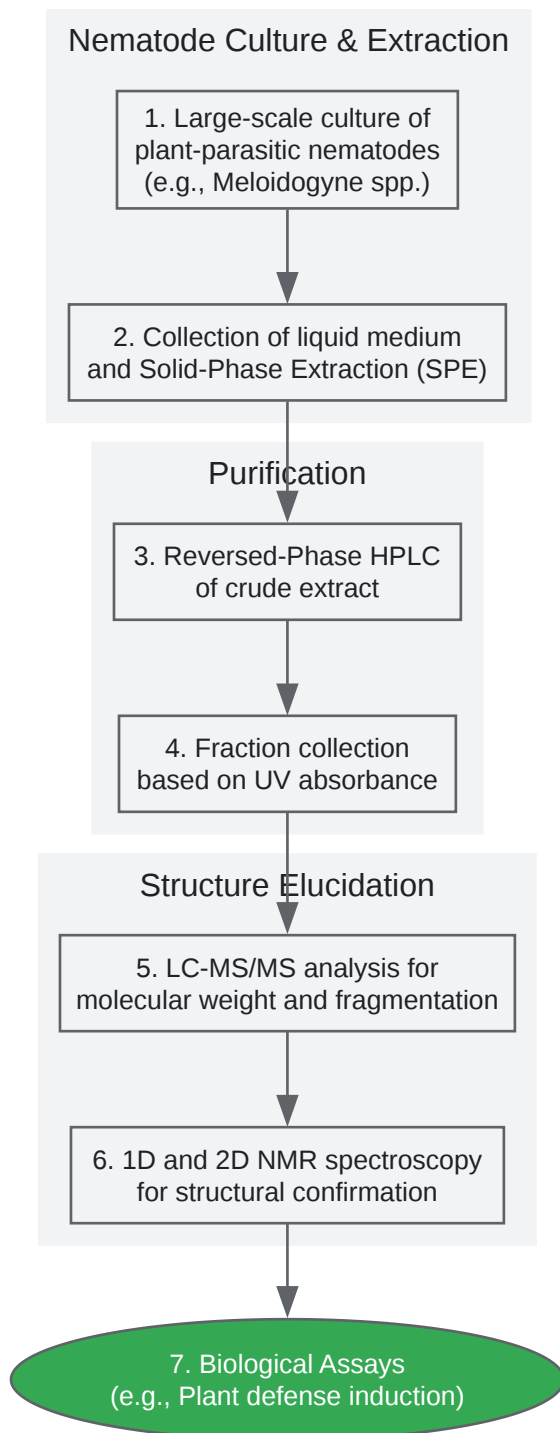 Nematode Culture & Extraction
1. Large-scale culture of
plant-parasitic nematodes
(e.g., Meloidogyne spp.)
2. Collection of liquid medium
and Solid-Phase Extraction (SPE)
Purification
3. Reversed-Phase HPLC
of crude extract
4. Fraction collection
based on UV absorbance
Structure Elucidation
5. LC-MS/MS analysis for
molecular weight and fragmentation
6. 1D and 2D NMR spectroscopy
for structural confirmation
7. Biological Assays
(e.g., Plant defense induction)